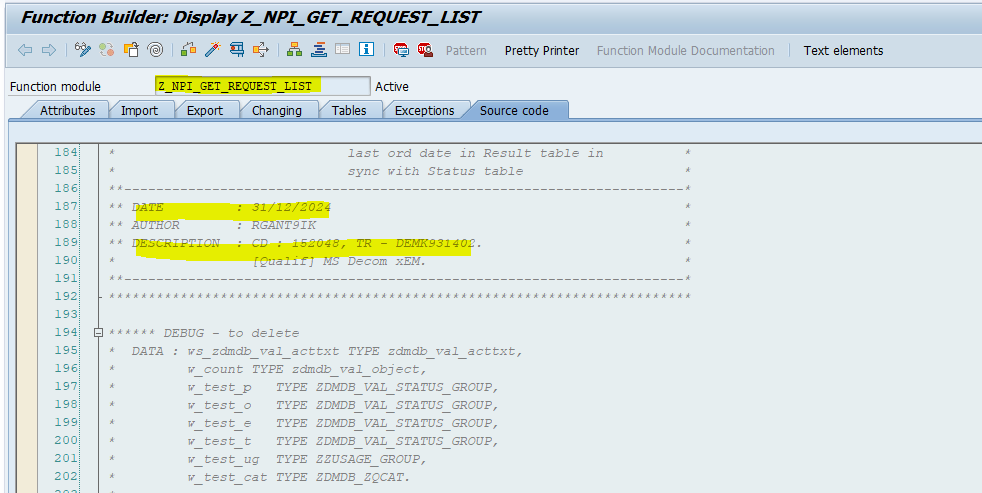 Function Builder: Display Z_NPI_GET_REQUEST_LIST
Pattern Pretty Printer Function Module Documentation Text elements
Function module Z_NPI_GET_REQUEST_LIST Active
Attributes Import Export Changing Tables Exceptions Source code
184 * last ord date in Result table in *
185 * sync with Status table *
186 **------------------------------------------------------------------------*
187 ** DATE : 31/12/2024 *
188 ** AUTHOR : RGANT9IK *
189 ** DESCRIPTION : CD : 152048, TR - DEMK931402. *
190 * [Qualif] MS Decom xEM. *
191 **------------------------------------------------------------------------*
192 ***************************************************************************
193
194 ****** DEBUG - to delete
195 * DATA : ws_zdmdb_val_acttxt TYPE zdmdb_val_acttxt,
196 * w_count TYPE zdmdb_val_object,
197 * w_test_p TYPE ZDMDB_VAL_STATUS_GROUP,
198 * w_test_o TYPE ZDMDB_VAL_STATUS_GROUP,
199 * w_test_e TYPE ZDMDB_VAL_STATUS_GROUP,
200 * w_test_t TYPE ZDMDB_VAL_STATUS_GROUP,
201 * w_test_ug TYPE ZZUSAGE_GROUP,
202 * w_test_cat TYPE ZDMDB_ZQCAT.